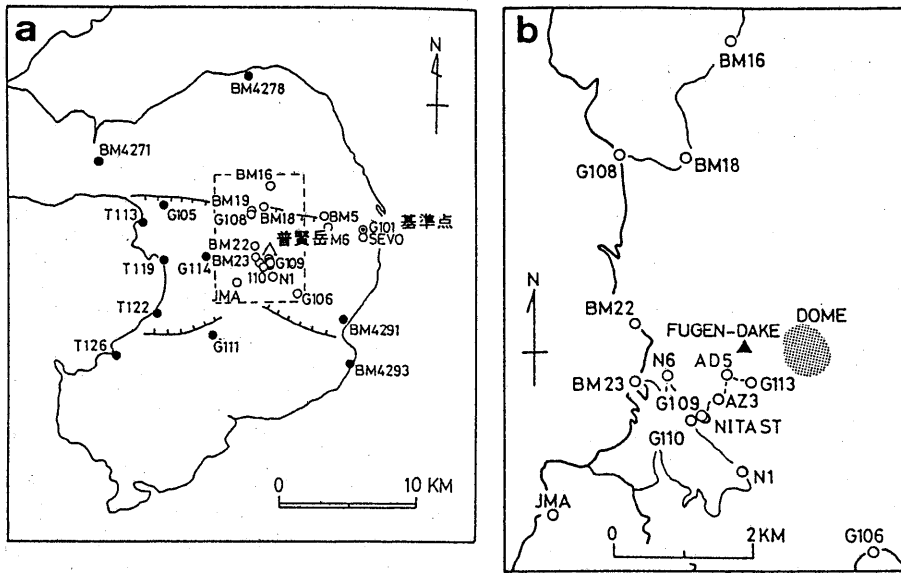 a
N
BM4278
BM4271
BM16
BM19
G105
T113
G108
BM18
BM5
G101
基準点
M6
SEVO
普賢岳
BM22
T119
G114
BM23
G109
110
N1
JMA
G106
T122
BM4291
T126
G111
BM4293
0
10 KM
b
BM16
G108
BM18
N
BM22
DOME
FUGEN-DAKE
N6
AD5
BM23
G113
G109
AZ3
NITAST
G110
N1
JMA
0
2 KM
G106